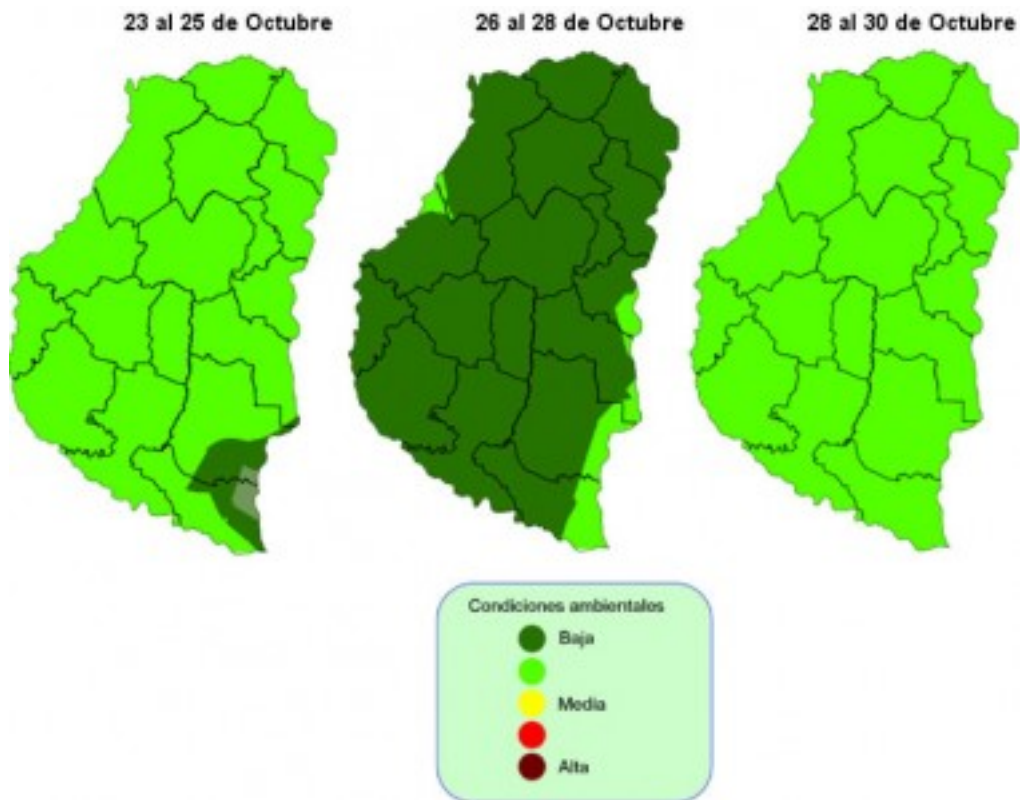 23 al 25 de Octubre
26 al 28 de Octubre
28 al 30 de Octubre
Condiciones ambientales
Baja
Media
Alta